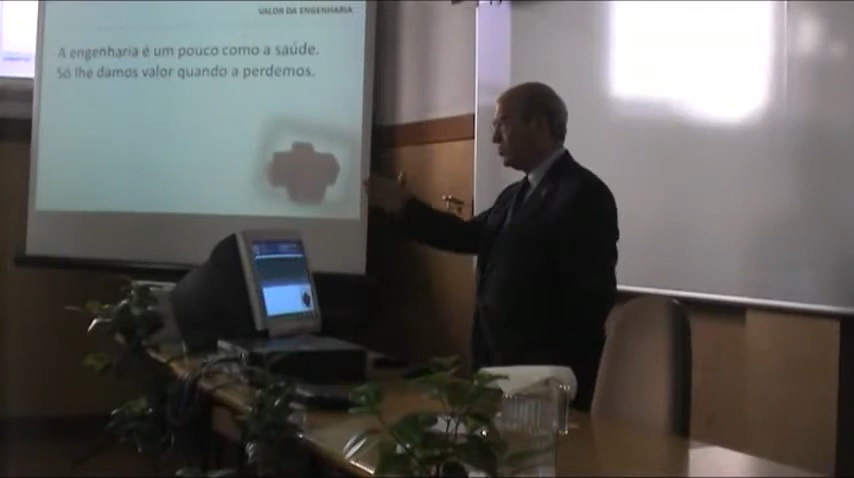 VALOR DA ENGENHARIA
A engenharia é um pouco como a saúde.
Só lhe damos valor quando a perdemos.